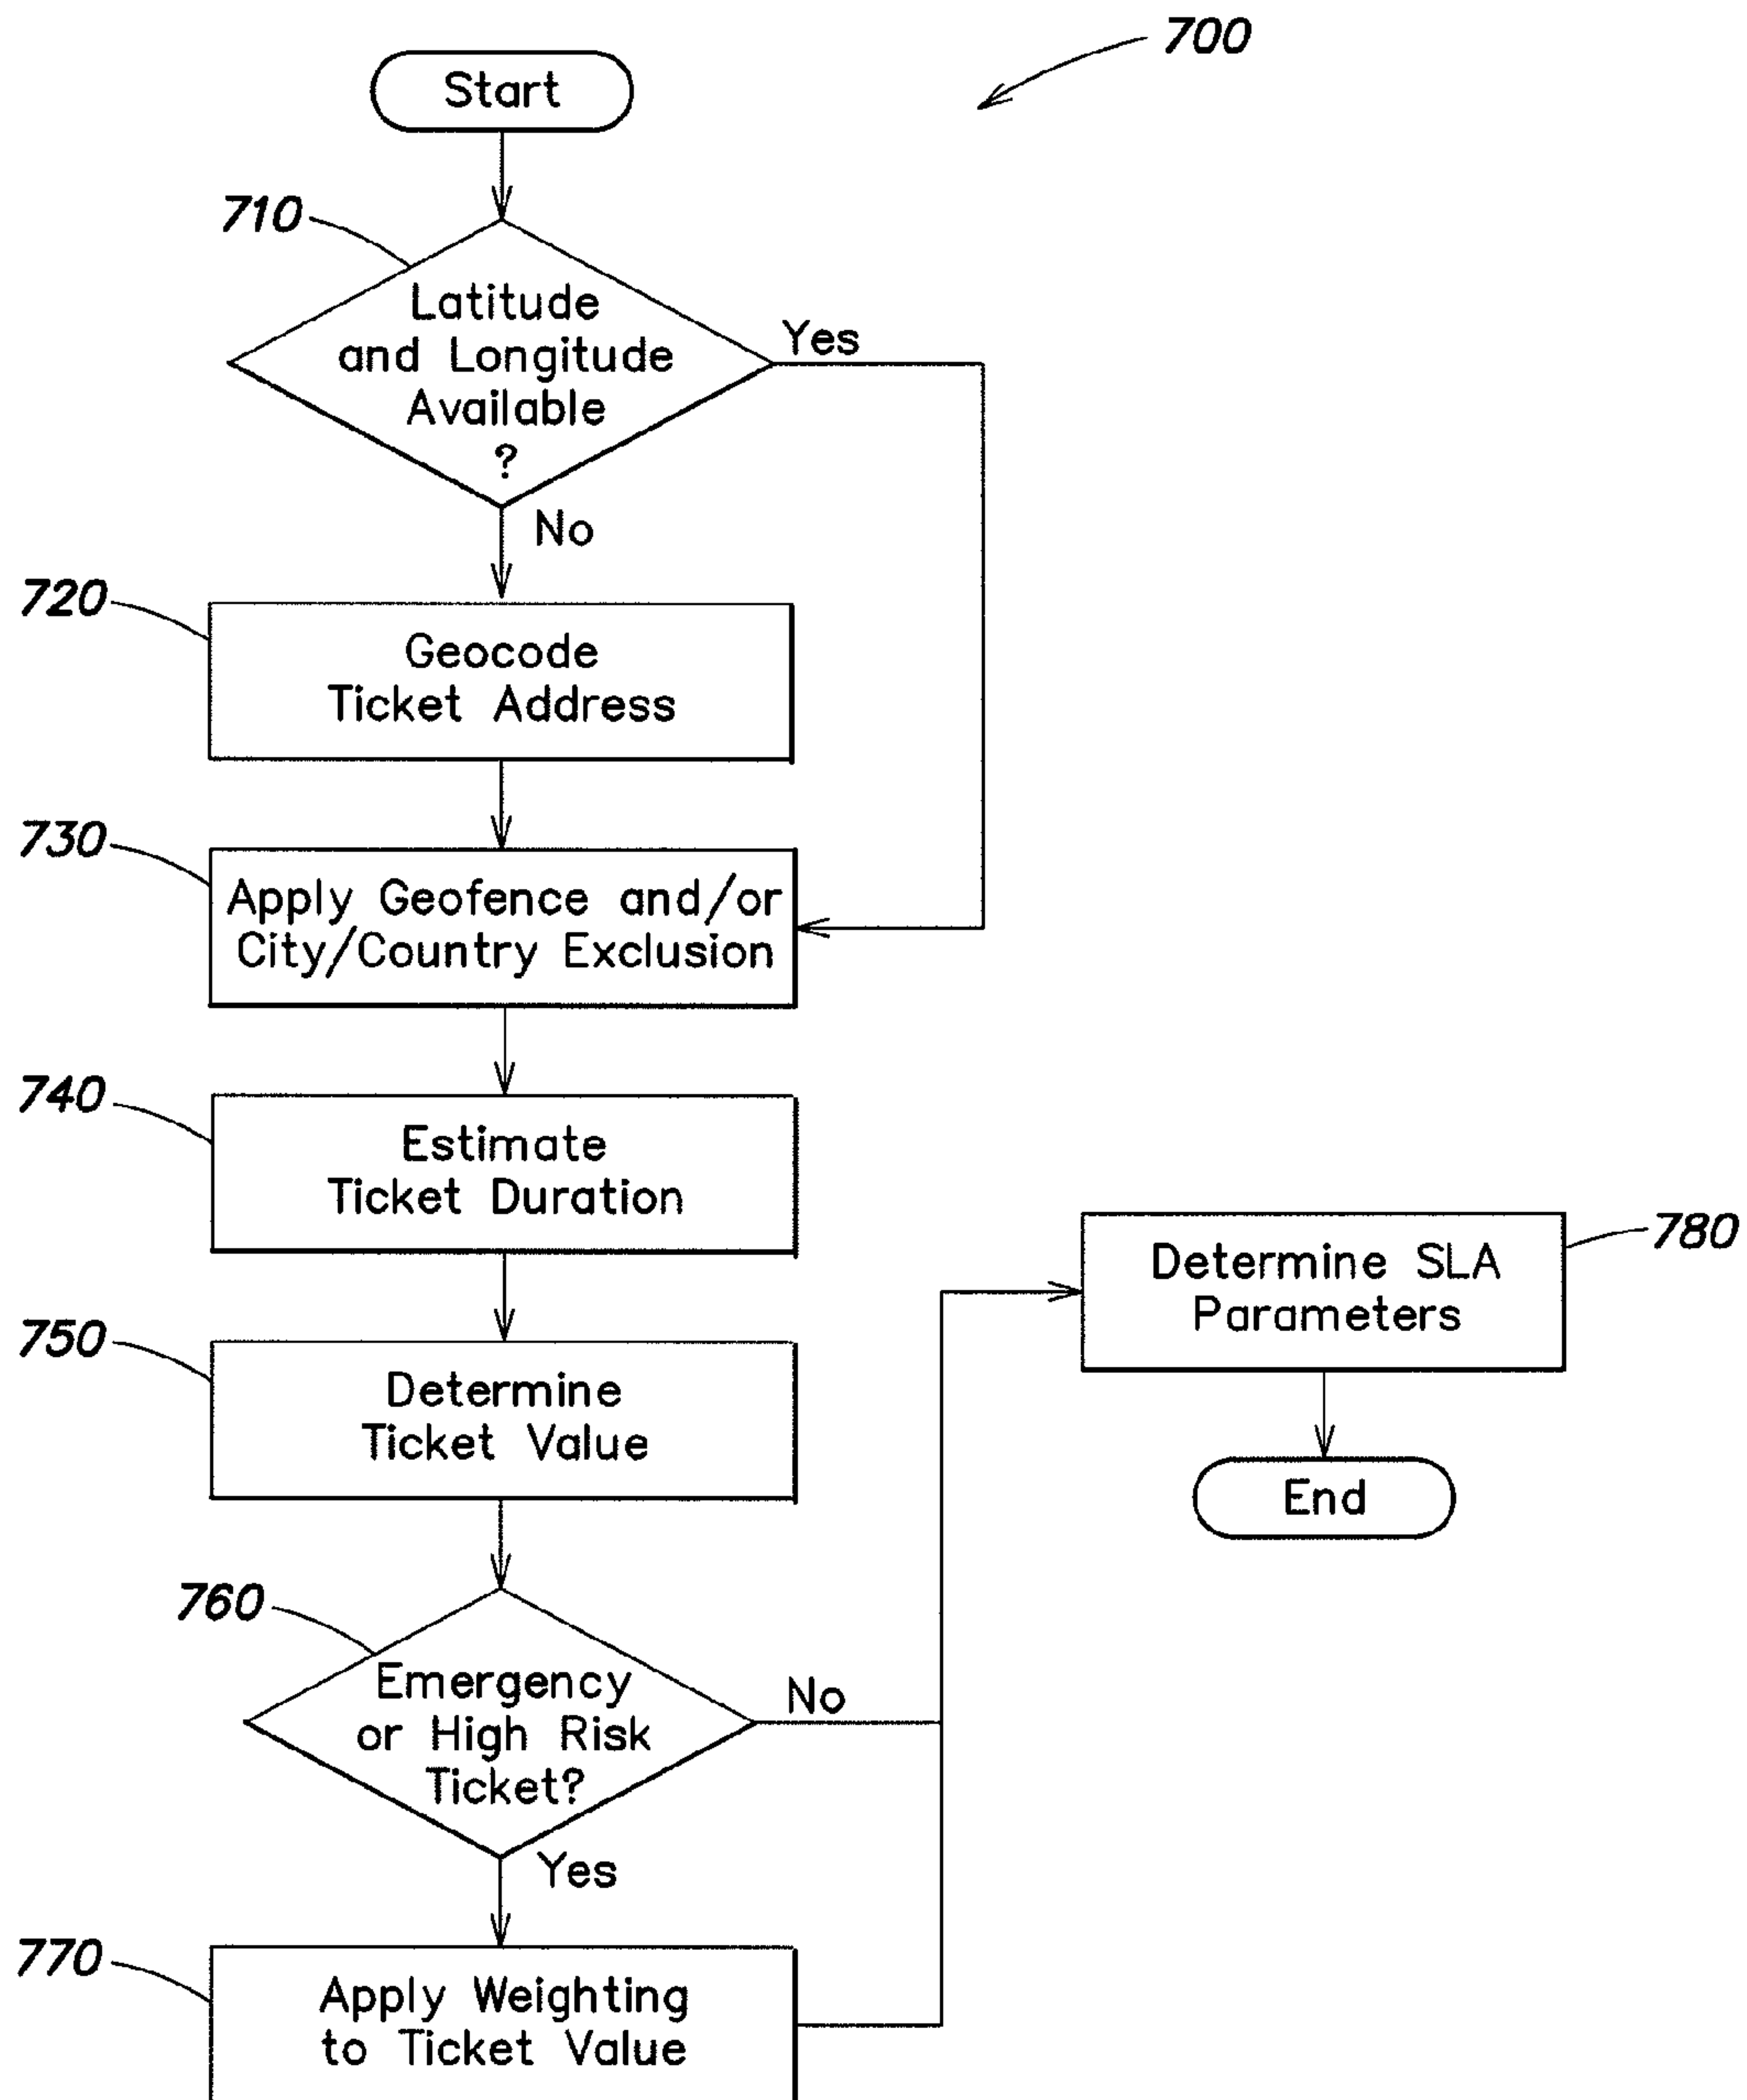 700
Start
710
Latitude
and Longitude
Available
?
Yes
No
720
Geocode
Ticket Address
730
Apply Geofence and/or
City/Country Exclusion
740
Estimate
Ticket Duration
780
Determine SLA
Parameters
750
Determine
Ticket Value
End
760
Emergency
or High Risk
Ticket?
No
Yes
770
Apply Weighting
to Ticket Value